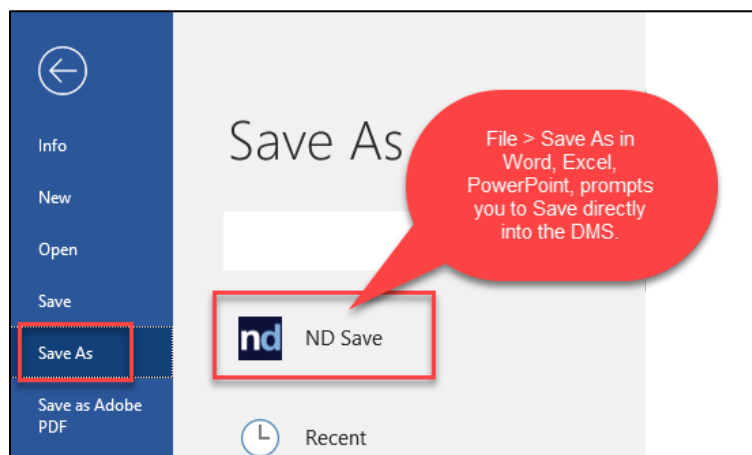 Info
New
Open
Save
Save As
Save as Adobe
PDF
Save As
File > Save As in
Word, Excel,
PowerPoint, prompts
you to Save directly
into the DMS.
nd
ND Save
Recent